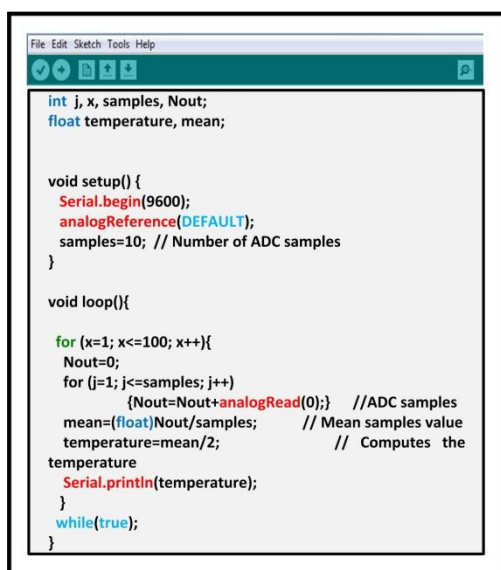 File Edit Sketch Tools Help
int j, x, samples, Nout;
float temperature, mean;
void setup() {
Serial.begin(9600);
analogReference(DEFAULT);
samples=10; // Number of ADC samples
}
void loop(){
for (x=1; x<=100; x++){
Nout=0;
for (j=1; j<=samples; j++)
{Nout=Nout+analogRead(0);} //ADC samples
mean=(float)Nout/samples; // Mean samples value
temperature=mean/2; // Computes the
temperature
Serial.println(temperature);
}
while(true);
}